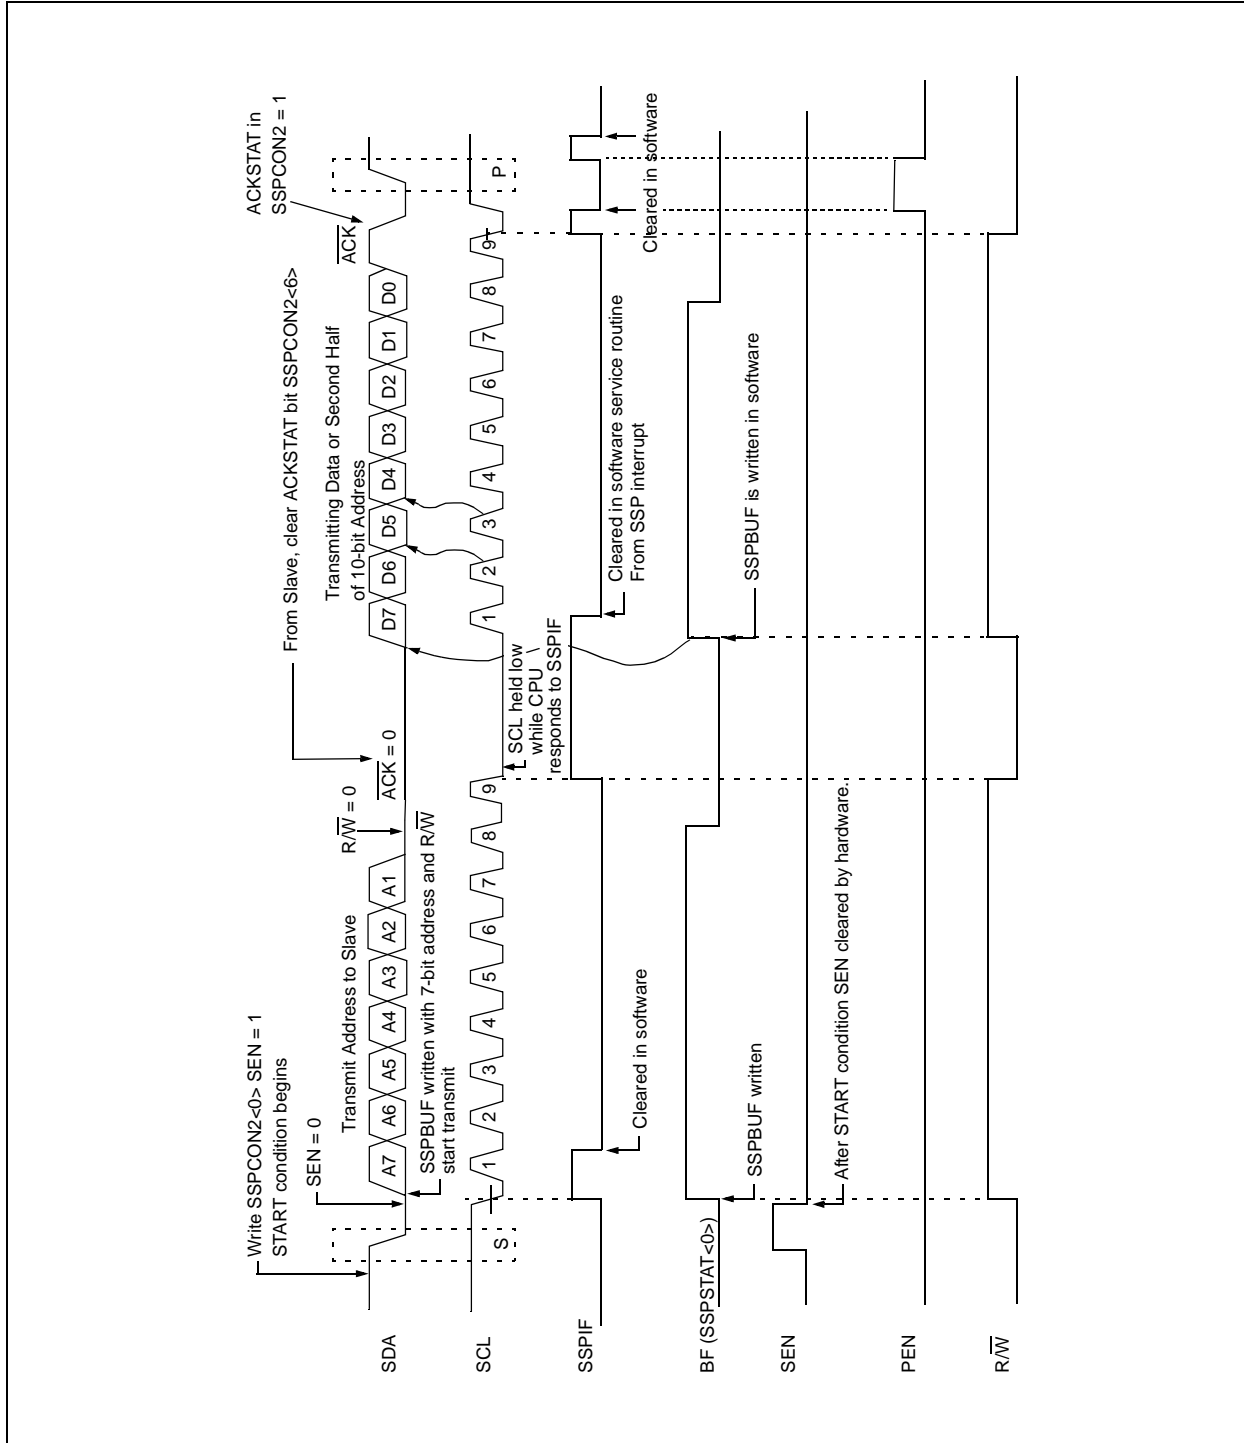 Write SSPCON2<0> SEN = 1
START condition begins
SEN = 0
Transmit Address to Slave
R/W = 0
From Slave, clear ACKSTAT bit SSPCON2<6>
ACK = 0
Transmitting Data or Second Half
of 10-bit Address
ACKSTAT in
SSPCON2 = 1
ACK
SDA
A7 A6 A5 A4 A3 A2 A1
D7 D6 D5 D4 D3 D2 D1 D0
SSPBUF written with 7-bit address and R/W
start transmit
SCL
S
1 2 3 4 5 6 7 8 9
1 2 3 4 5 6 7 8 9
P
SCL held low
while CPU
responds to SSPIF
SSPIF
Cleared in software
Cleared in software service routine
From SSP interrupt
Cleared in software
Cleared in software
BF (SSPSTAT<0>)
SSPBUF written
SSPBUF is written in software
SEN
After START condition SEN cleared by hardware.
PEN
R/W